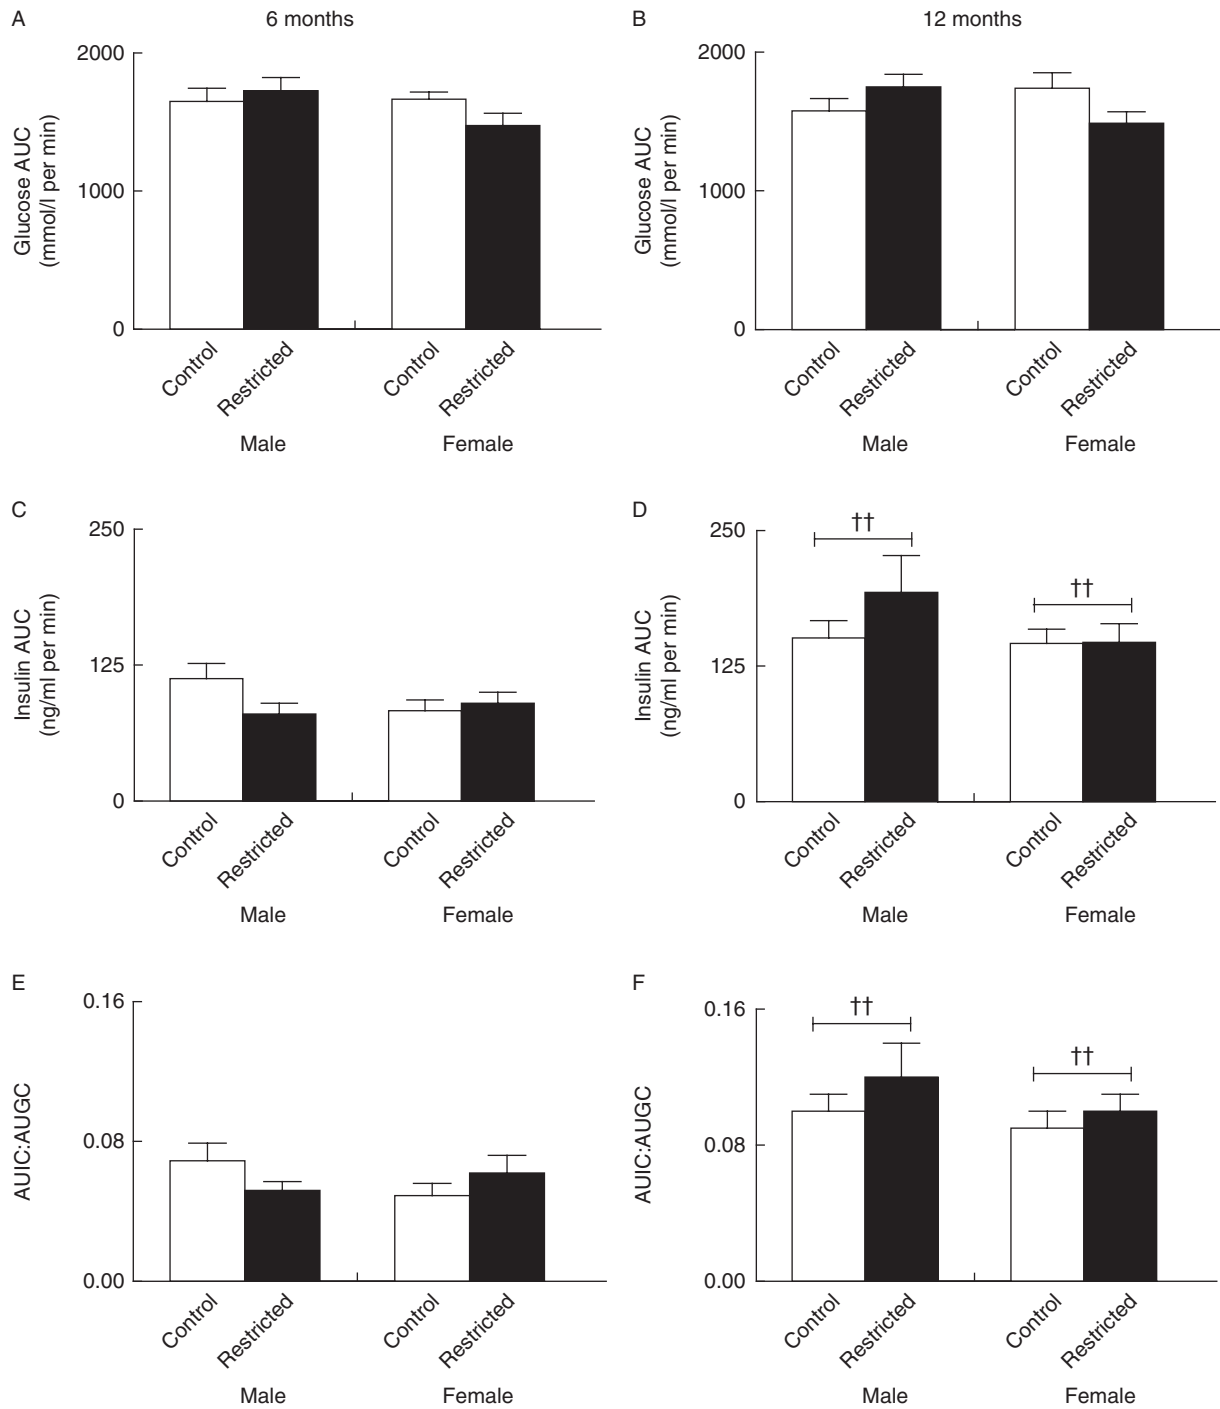 A
6 months
B
12 months
Glucose AUC
(mmol/l per min)
2000
1000
0
Control
Restricted
Control
Restricted
Male
Female
Glucose AUC
(mmol/l per min)
2000
1000
0
Control
Restricted
Control
Restricted
Male
Female
C
Insulin AUC
(ng/ml per min)
250
125
0
Control
Restricted
Control
Restricted
Male
Female
D
Insulin AUC
(ng/ml per min)
250
125
0
††
††
Control
Restricted
Control
Restricted
Male
Female
E
AUIC:AUGC
0.16
0.08
0.00
Control
Restricted
Control
Restricted
Male
Female
F
AUIC:AUGC
0.16
0.08
0.00
††
††
Control
Restricted
Control
Restricted
Male
Female